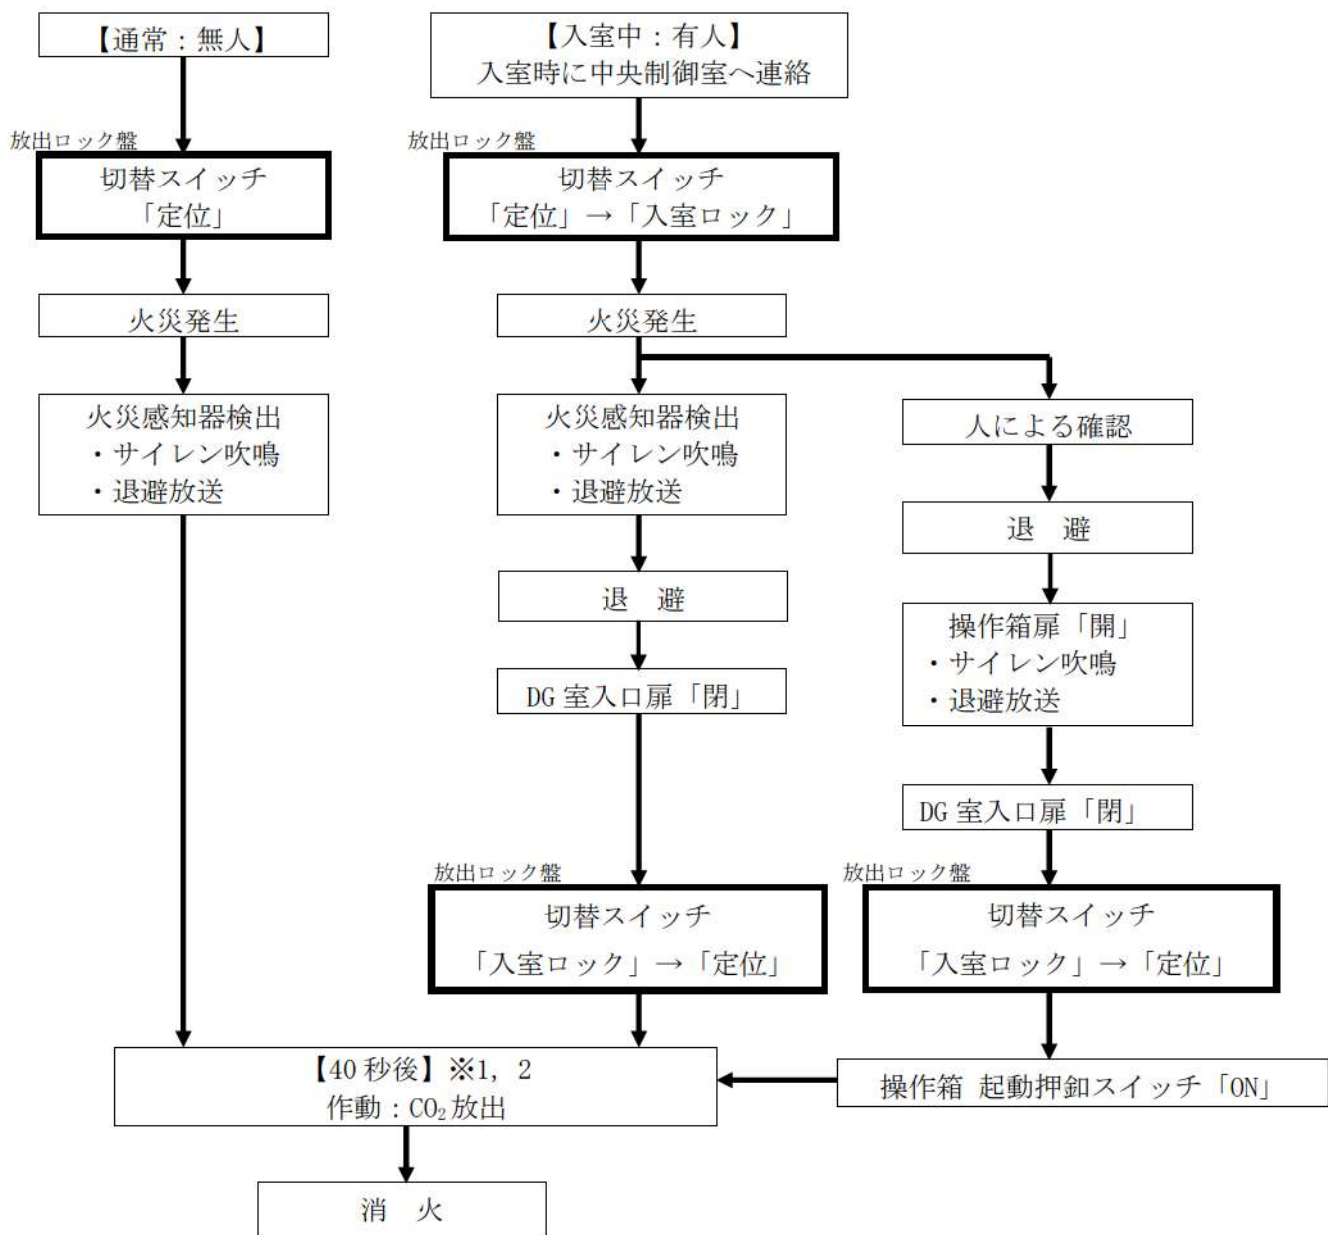 【通常：無人】
放出ロック盤
切替スイッチ
「定位」
火災発生
火災感知器検出
・サイレン吹鳴
・退避放送
【入室中：有人】
入室時に中央制御室へ連絡
放出ロック盤
切替スイッチ
「定位」→「入室ロック」
火災発生
火災感知器検出
・サイレン吹鳴
・退避放送
退　避
DG 室入口扉「閉」
放出ロック盤
切替スイッチ
「入室ロック」→「定位」
人による確認
退　避
操作箱扉「開」
・サイレン吹鳴
・退避放送
DG 室入口扉「閉」
放出ロック盤
切替スイッチ
「入室ロック」→「定位」
操作箱 起動押釦スイッチ「ON」
【40 秒後】※1, 2
作動：CO₂放出
消　火